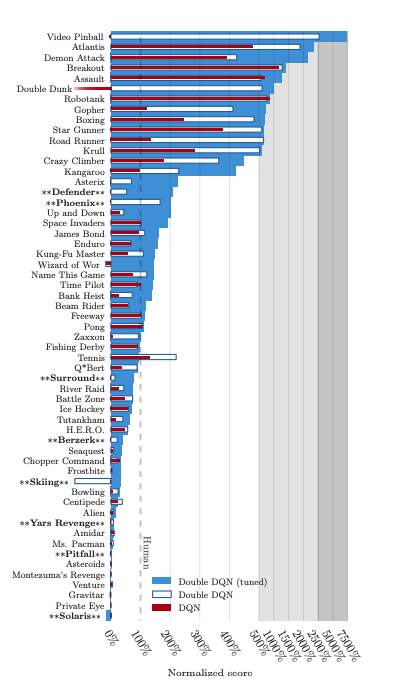 Video Pinball
Atlantis
Demon Attack
Breakout
Assault
Double Dunk
Robotank
Gopher
Boxing
Star Gunner
Road Runner
Krull
Crazy Climber
Kangaroo
Asterix
**Defender**
**Phoenix**
Up and Down
Space Invaders
James Bond
Enduro
Kung-Fu Master
Wizard of Wor
Name This Game
Time Pilot
Bank Heist
Beam Rider
Freeway
Pong
Zaxxon
Fishing Derby
Tennis
Q*Bert
**Surround**
River Raid
Battle Zone
Ice Hockey
Tutankham
H.E.R.O.
**Berzerk**
Seaquest
Chopper Command
Frostbite
**Skiing**
Bowling
Centipede
Alien
**Yars Revenge**
Amidar
Ms. Pacman
**Pitfall**
Asteroids
Montezuma's Revenge
Venture
Gravitar
Private Eye
**Solaris**
Human
Double DQN (tuned)
Double DQN
DQN
0% 100% 200% 300% 400% 500% 1000% 1500% 2000% 2500% 5000% 7500%
Normalized score